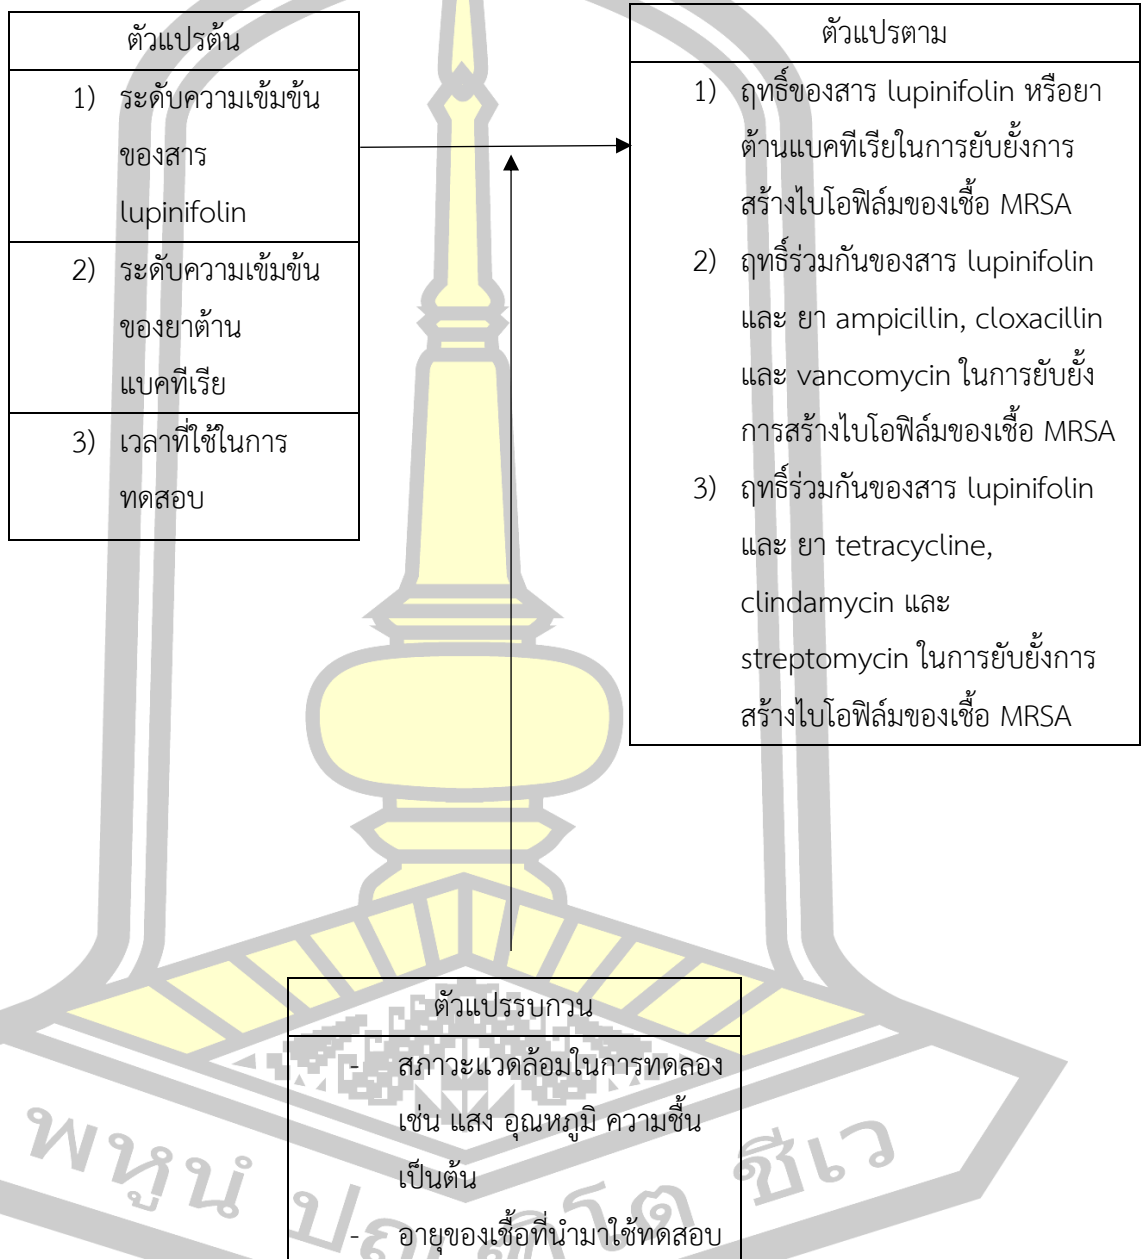 ตัวแปรต้น
1) ระดับความเข้มข้น
ของสาร
lupinifolin
2) ระดับความเข้มข้น
ของยาต้าน
แบคทีเรีย
3) เวลาที่ใช้ในการ
ทดสอบ
ตัวแปรตาม
1) ฤทธิ์ของสาร lupinifolin หรือยา
ต้านแบคทีเรียในการยับยั้งการ
สร้างไบโอฟิล์มของเชื้อ MRSA
2) ฤทธิ์ร่วมกันของสาร lupinifolin
และ ยา ampicillin, cloxacillin
และ vancomycin ในการยับยั้ง
การสร้างไบโอฟิล์มของเชื้อ MRSA
3) ฤทธิ์ร่วมกันของสาร lupinifolin
และ ยา tetracycline,
clindamycin และ
streptomycin ในการยับยั้งการ
สร้างไบโอฟิล์มของเชื้อ MRSA
ตัวแปรรบกวน
- สภาวะแวดล้อมในการทดลอง
เช่น แสง อุณหภูมิ ความชื้น
เป็นต้น
- อายุของเชื้อที่นำมาใช้ทดสอบ
พหูนํ ชีเว